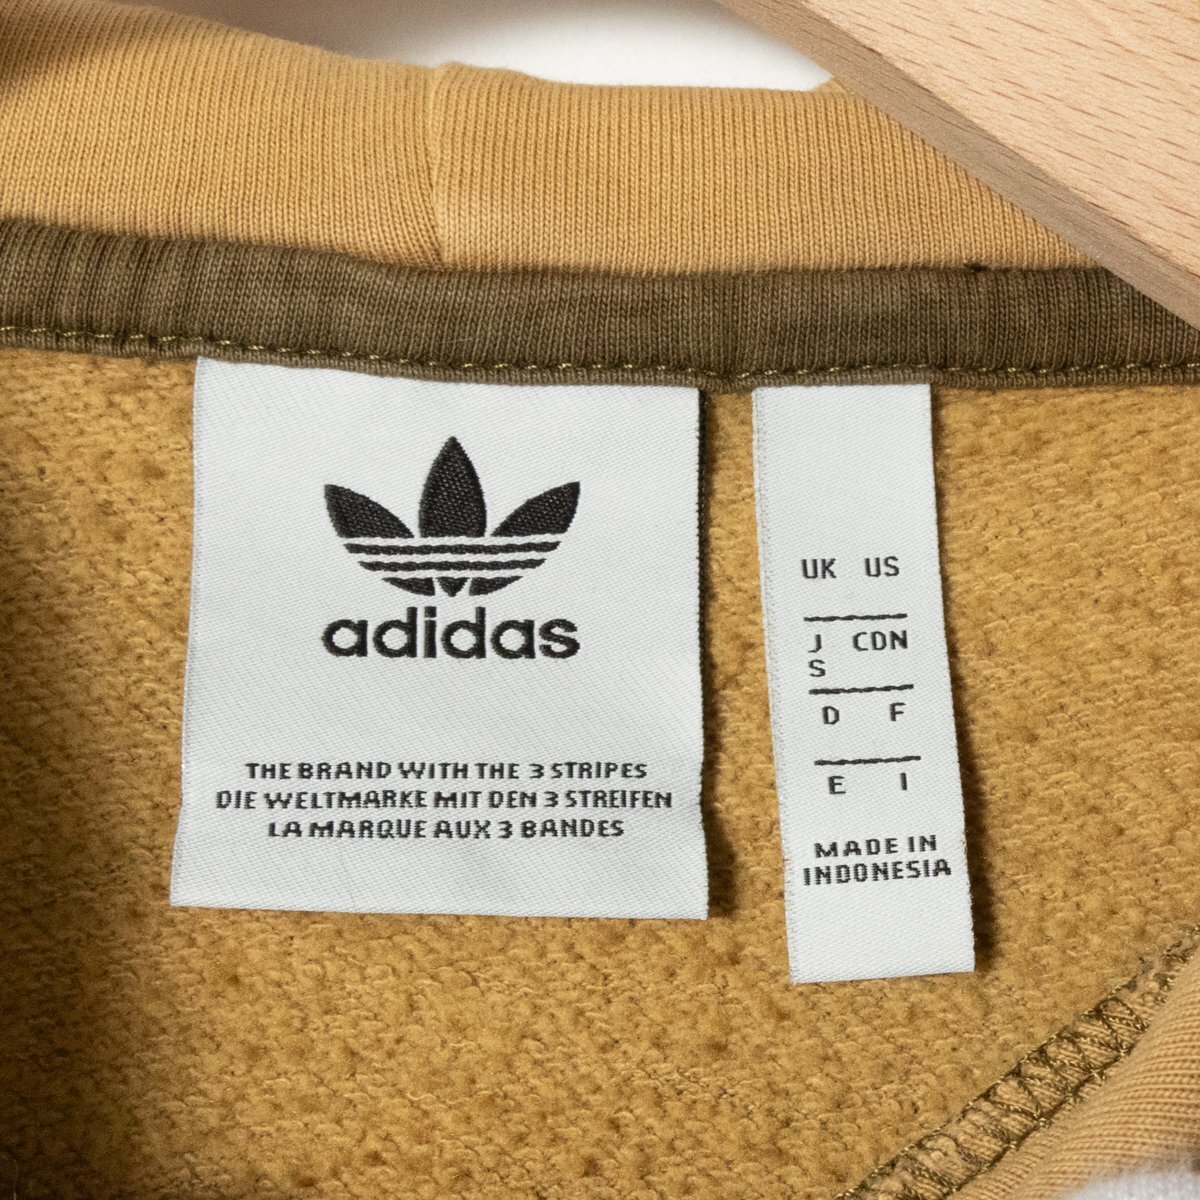 adidas
THE BRAND WITH THE 3 STRIPES
DIE WELTMARKE MIT DEN 3 STREIFEN
LA MARQUE AUX 3 BANDES
UK US
J CDN
S
D F
E I
MADE IN
INDONESIA